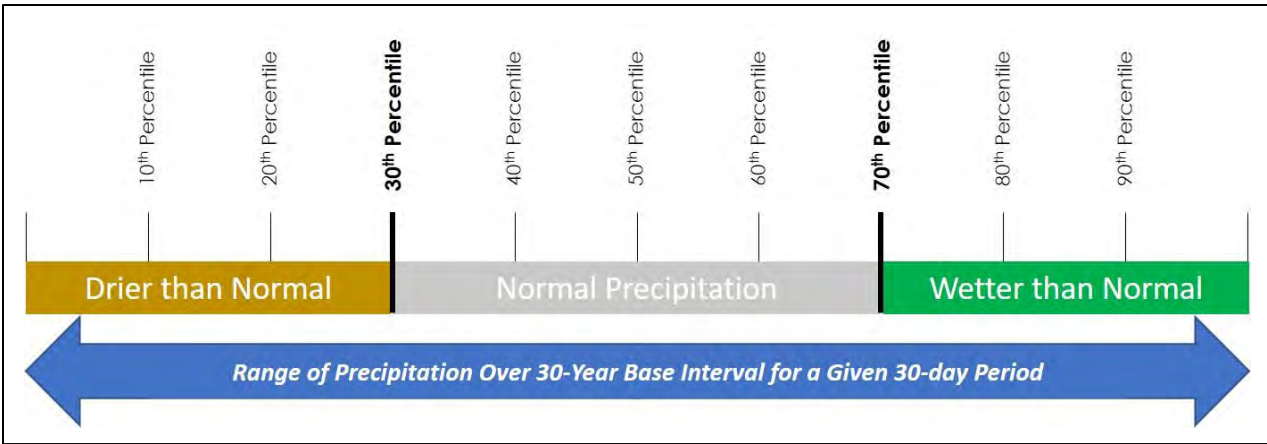 10th Percentile
20th Percentile
30th Percentile
40th Percentile
50th Percentile
60th Percentile
70th Percentile
80th Percentile
90th Percentile
Drier than Normal
Normal Precipitation
Wetter than Normal
Range of Precipitation Over 30-Year Base Interval for a Given 30-day Period